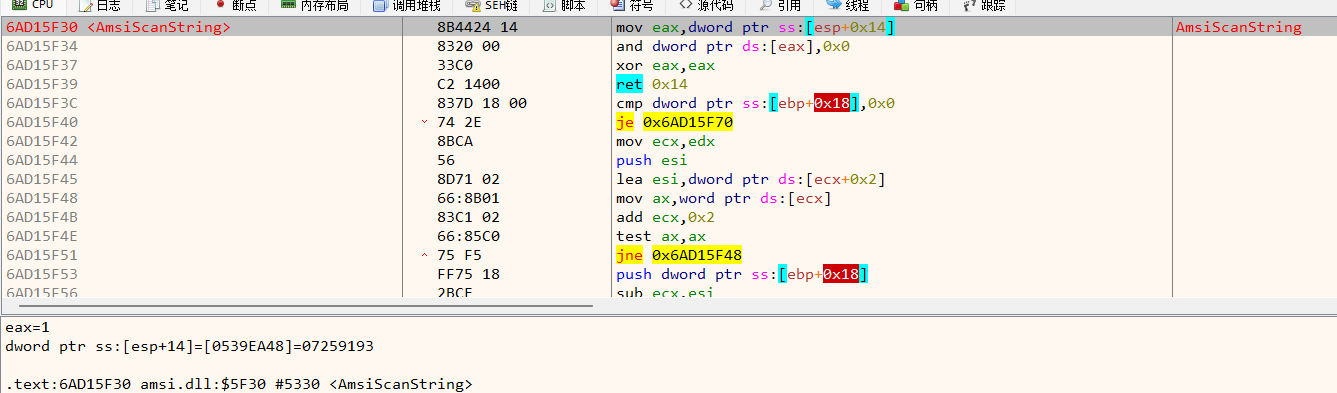 CPU 日志 笔记 断点 内存布局 调用堆栈 SEH链 脚本 符号 源代码 引用 线程 句柄 跟踪
6AD15F30 <AmsiScanString> 8B4424 14 mov eax,dword ptr ss:[esp+0x14] AmsiScanString
6AD15F34 8320 00 and dword ptr ds:[eax],0x0
6AD15F37 33C0 xor eax,eax
6AD15F39 C2 1400 ret 0x14
6AD15F3C 837D 18 00 cmp dword ptr ss:[ebp+0x18],0x0
6AD15F40 74 2E je 0x6AD15F70
6AD15F42 8BCA mov ecx,edx
6AD15F44 56 push esi
6AD15F45 8D71 02 lea esi,dword ptr ds:[ecx+0x2]
6AD15F48 66:8B01 mov ax,word ptr ds:[ecx]
6AD15F4B 83C1 02 add ecx,0x2
6AD15F4E 66:85C0 test ax,ax
6AD15F51 75 F5 jne 0x6AD15F48
6AD15F53 FF75 18 push dword ptr ss:[ebp+0x18]
6AD15F56 2BCE sub ecx,esi
eax=1
dword ptr ss:[esp+14]=[0539EA48]=07259193
.text:6AD15F30 amsi.dll:$5F30 #5330 <AmsiScanString>